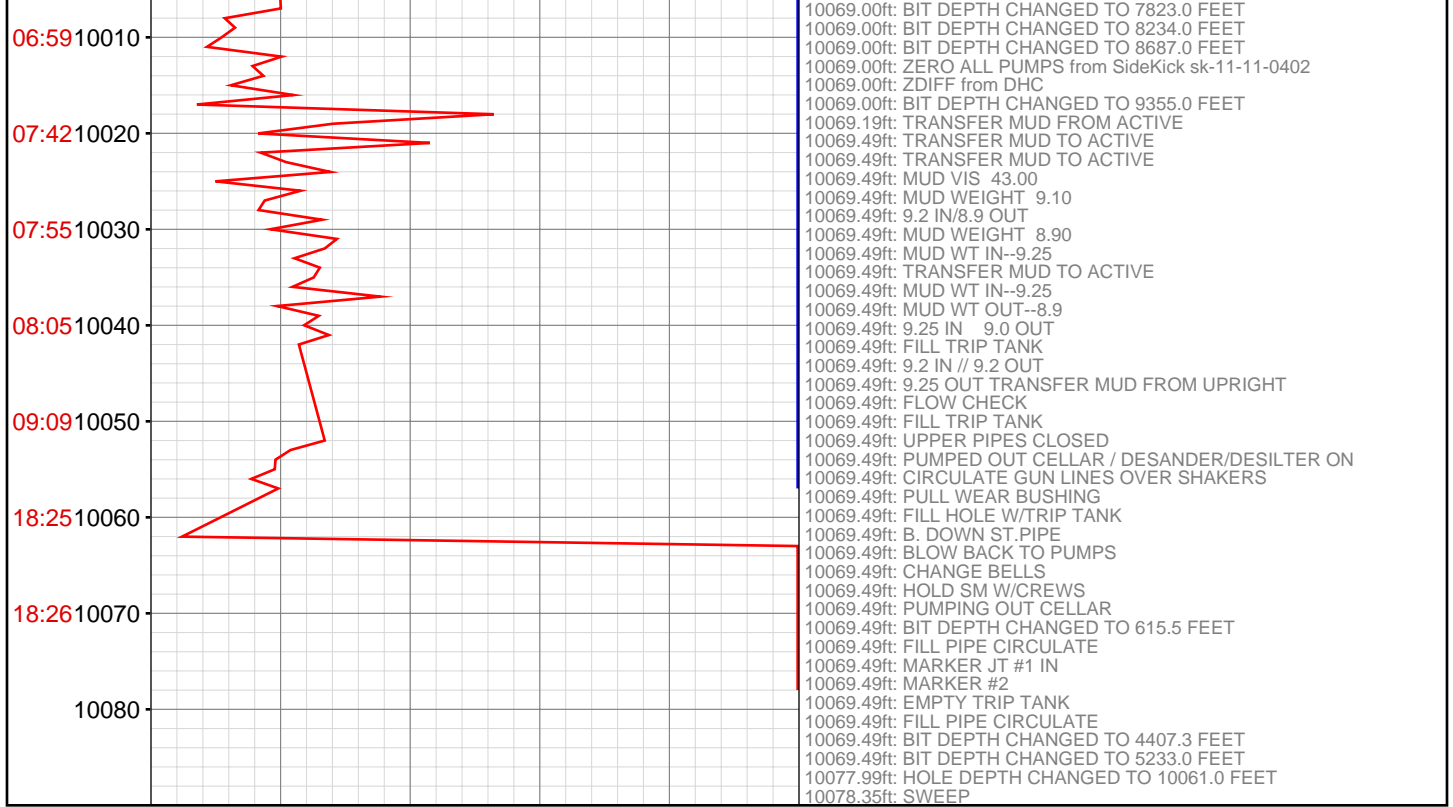 06:59 10010
07:42 10020
07:55 10030
08:05 10040
09:09 10050
18:25 10060
18:26 10070
10080
10069.00ft: BIT DEPTH CHANGED TO 7823.0 FEET
10069.00ft: BIT DEPTH CHANGED TO 8234.0 FEET
10069.00ft: BIT DEPTH CHANGED TO 8687.0 FEET
10069.00ft: ZERO ALL PUMPS from SideKick sk-11-11-0402
10069.00ft: ZDIFF from DHC
10069.00ft: BIT DEPTH CHANGED TO 9355.0 FEET
10069.19ft: TRANSFER MUD FROM ACTIVE
10069.49ft: TRANSFER MUD TO ACTIVE
10069.49ft: TRANSFER MUD TO ACTIVE
10069.49ft: MUD VIS  43.00
10069.49ft: MUD WEIGHT  9.10
10069.49ft: 9.2 IN/8.9 OUT
10069.49ft: MUD WEIGHT  8.90
10069.49ft: MUD WT IN--9.25
10069.49ft: TRANSFER MUD TO ACTIVE
10069.49ft: MUD WT IN--9.25
10069.49ft: MUD WT OUT--8.9
10069.49ft: 9.25 IN    9.0 OUT
10069.49ft: FILL TRIP TANK
10069.49ft: 9.2 IN // 9.2 OUT
10069.49ft: 9.25 OUT TRANSFER MUD FROM UPRIGHT
10069.49ft: FLOW CHECK
10069.49ft: FILL TRIP TANK
10069.49ft: UPPER PIPES CLOSED
10069.49ft: PUMPED OUT CELLAR / DESANDER/DESILTER ON
10069.49ft: CIRCULATE GUN LINES OVER SHAKERS
10069.49ft: PULL WEAR BUSHING
10069.49ft: FILL HOLE W/TRIP TANK
10069.49ft: B. DOWN ST.PIPE
10069.49ft: BLOW BACK TO PUMPS
10069.49ft: CHANGE BELLS
10069.49ft: HOLD SM W/CREWS
10069.49ft: PUMPING OUT CELLAR
10069.49ft: BIT DEPTH CHANGED TO 615.5 FEET
10069.49ft: FILL PIPE CIRCULATE
10069.49ft: MARKER JT #1 IN
10069.49ft: MARKER #2
10069.49ft: EMPTY TRIP TANK
10069.49ft: FILL PIPE CIRCULATE
10069.49ft: BIT DEPTH CHANGED TO 4407.3 FEET
10069.49ft: BIT DEPTH CHANGED TO 5233.0 FEET
10077.99ft: HOLE DEPTH CHANGED TO 10061.0 FEET
10078.35ft: SWEEP